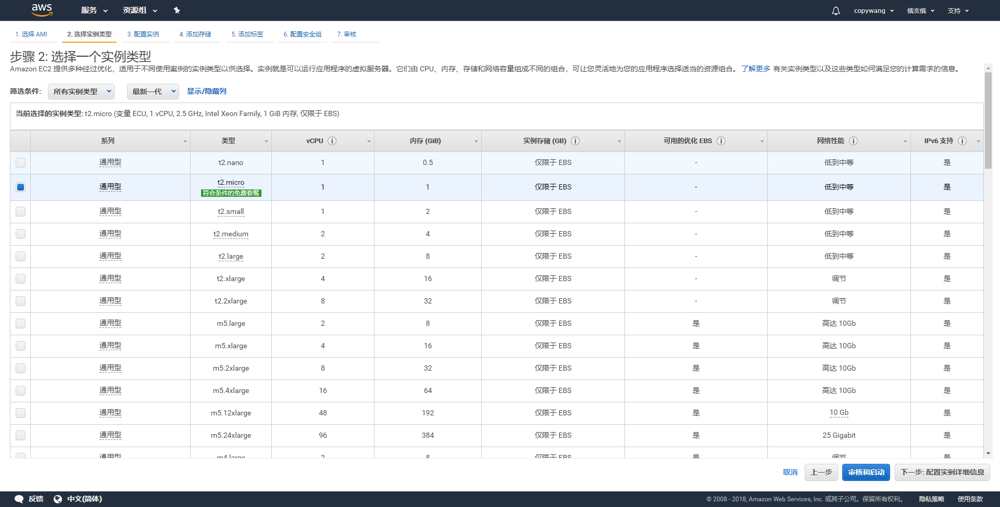 aws 服务 资源组 copywang 俄亥俄 支持
1. 选择 AMI 2. 选择实例类型 3. 配置实例 4. 添加存储 5. 添加标签 6. 配置安全组 7. 审核
步骤 2: 选择一个实例类型
Amazon EC2 提供多种经过优化，适用于不同使用案例的实例类型以供选择。实例就是可以运行应用程序的虚拟服务器。它们由 CPU、内存、存储和网络容量组成不同的组合，可让您灵活地为您的应用程序选择适当的资源组合。 了解更多 有关实例类型以及这些类型如何满足您的计算需求的信息。
筛选条件: 所有实例类型 最新一代 显示/隐藏列
当前选择的实例类型: t2.micro (变量 ECU, 1 vCPU, 2.5 GHz, Intel Xeon Family, 1 GiB 内存, 仅限于 EBS)
系列 类型 vCPU 内存 (GiB) 实例存储 (GB) 可用的优化 EBS 网络性能 IPv6 支持
通用型 t2.nano 1 0.5 仅限于 EBS - 低到中等 是
通用型 t2.micro 1 1 仅限于 EBS - 低到中等 是
符合条件的免费套餐
通用型 t2.small 1 2 仅限于 EBS - 低到中等 是
通用型 t2.medium 2 4 仅限于 EBS - 低到中等 是
通用型 t2.large 2 8 仅限于 EBS - 低到中等 是
通用型 t2.xlarge 4 16 仅限于 EBS - 调节 是
通用型 t2.2xlarge 8 32 仅限于 EBS - 调节 是
通用型 m5.large 2 8 仅限于 EBS 是 高达 10Gb 是
通用型 m5.xlarge 4 16 仅限于 EBS 是 高达 10Gb 是
通用型 m5.2xlarge 8 32 仅限于 EBS 是 高达 10Gb 是
通用型 m5.4xlarge 16 64 仅限于 EBS 是 高达 10Gb 是
通用型 m5.12xlarge 48 192 仅限于 EBS 是 10 Gb 是
通用型 m5.24xlarge 96 384 仅限于 EBS 是 25 Gigabit 是
通用型 m4.large 2 8 仅限于 EBS 是 调节 是
取消 上一步 审核和启动 下一步: 配置实例详细信息
反馈 中文(简体) © 2008 - 2018, Amazon Web Services, Inc. 或其子公司。保留所有权利。 隐私策略 使用条款